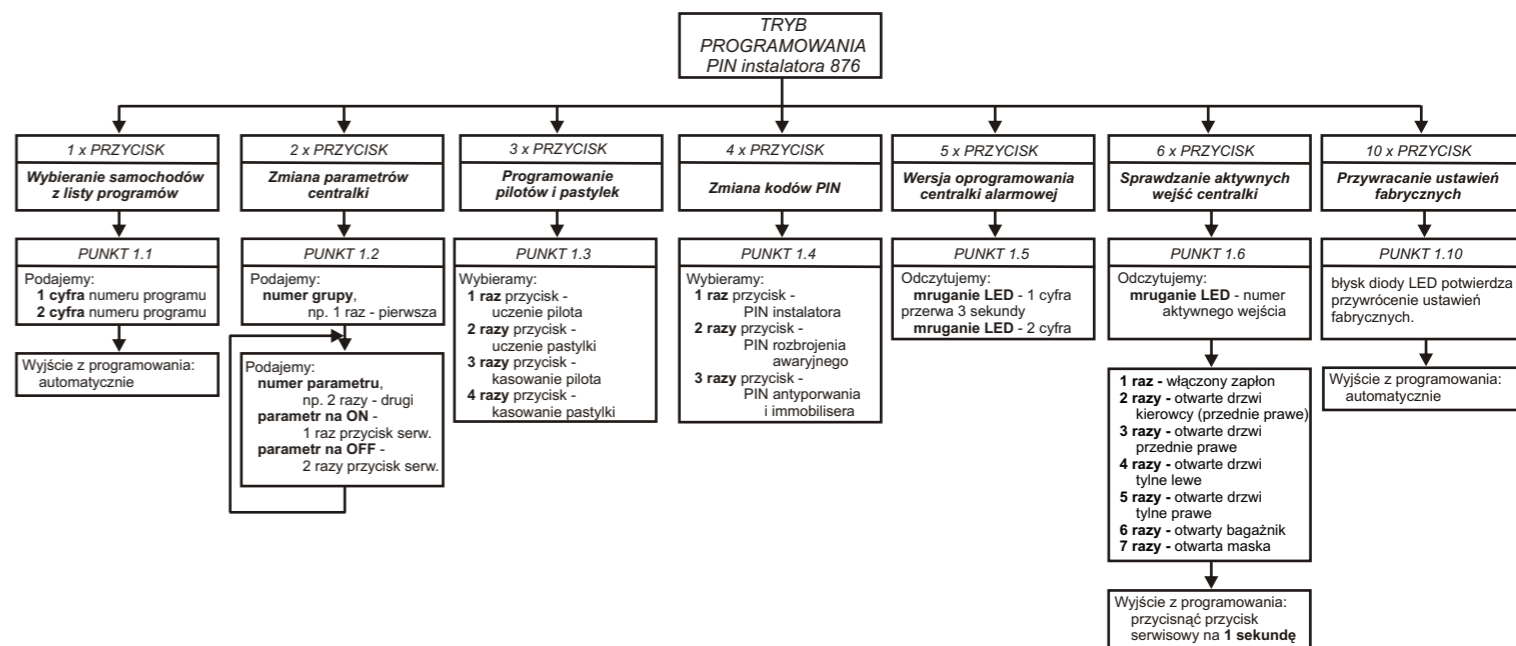 TRYB
PROGRAMOWANIA
PIN instalatora 876
1 x PRZYCISK
Wybieranie samochodów
z listy programów
PUNKT 1.1
Podajemy:
1 cyfra numeru programu
2 cyfra numeru programu
Wyjście z programowania:
automatycznie
2 x PRZYCISK
Zmiana parametrów
centralki
PUNKT 1.2
Podajemy:
numer grupy,
np. 1 raz - pierwsza
Podajemy:
numer parametru,
np. 2 razy - drugi
parametr na ON -
1 raz przycisk serw.
parametr na OFF -
2 razy przycisk serw.
3 x PRZYCISK
Programowanie
pilotów i pastylek
PUNKT 1.3
Wybieramy:
1 raz przycisk -
uczenie pilota
2 razy przycisk -
uczenie pastylki
3 razy przycisk -
kasowanie pilota
4 razy przycisk -
kasowanie pastylki
4 x PRZYCISK
Zmiana kodów PIN
PUNKT 1.4
Wybieramy:
1 raz przycisk -
PIN instalatora
2 razy przycisk -
PIN rozbrojenia
awaryjnego
3 razy przycisk -
PIN antyporwania
i immobilisera
5 x PRZYCISK
Wersja oprogramowania
centralki alarmowej
PUNKT 1.5
Odczytujemy:
mruganie LED - 1 cyfra
przerwa 3 sekundy
mruganie LED - 2 cyfra
6 x PRZYCISK
Sprawdzanie aktywnych
wejść centralki
PUNKT 1.6
Odczytujemy:
mruganie LED - numer
aktywnego wejścia
1 raz - włączony zapłon
2 razy - otwarte drzwi
kierowcy (przednie prawe)
3 razy - otwarte drzwi
przednie prawe
4 razy - otwarte drzwi
tylne lewe
5 razy - otwarte drzwi
tylne prawe
6 razy - otwarty bagażnik
7 razy - otwarta maska
Wyjście z programowania:
przycisnąć przycisk
serwisowy na 1 sekundę
10 x PRZYCISK
Przywracanie ustawień
fabrycznych
PUNKT 1.10
błysk diody LED potwierdza
przywrócenie ustawień
fabrycznych.
Wyjście z programowania:
automatycznie